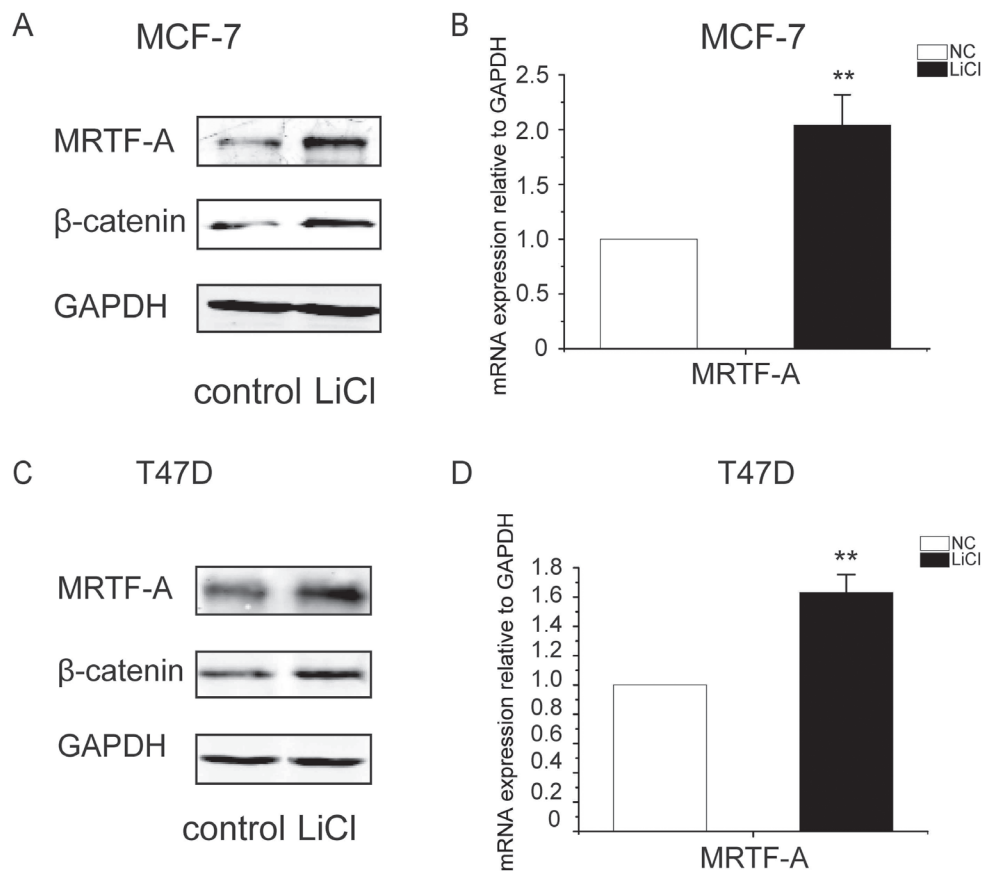 A
MCF-7
MRTF-A
β-catenin
GAPDH
control LiCl
B
MCF-7
NC
LiCl
mRNA expression relative to GAPDH
2.5
2.0
1.5
1.0
0.5
0
**
MRTF-A
C
T47D
MRTF-A
β-catenin
GAPDH
control LiCl
D
T47D
NC
LiCl
mRNA expression relative to GAPDH
1.8
1.6
1.4
1.2
1.0
0.8
0.6
0.4
0.2
0
**
MRTF-A